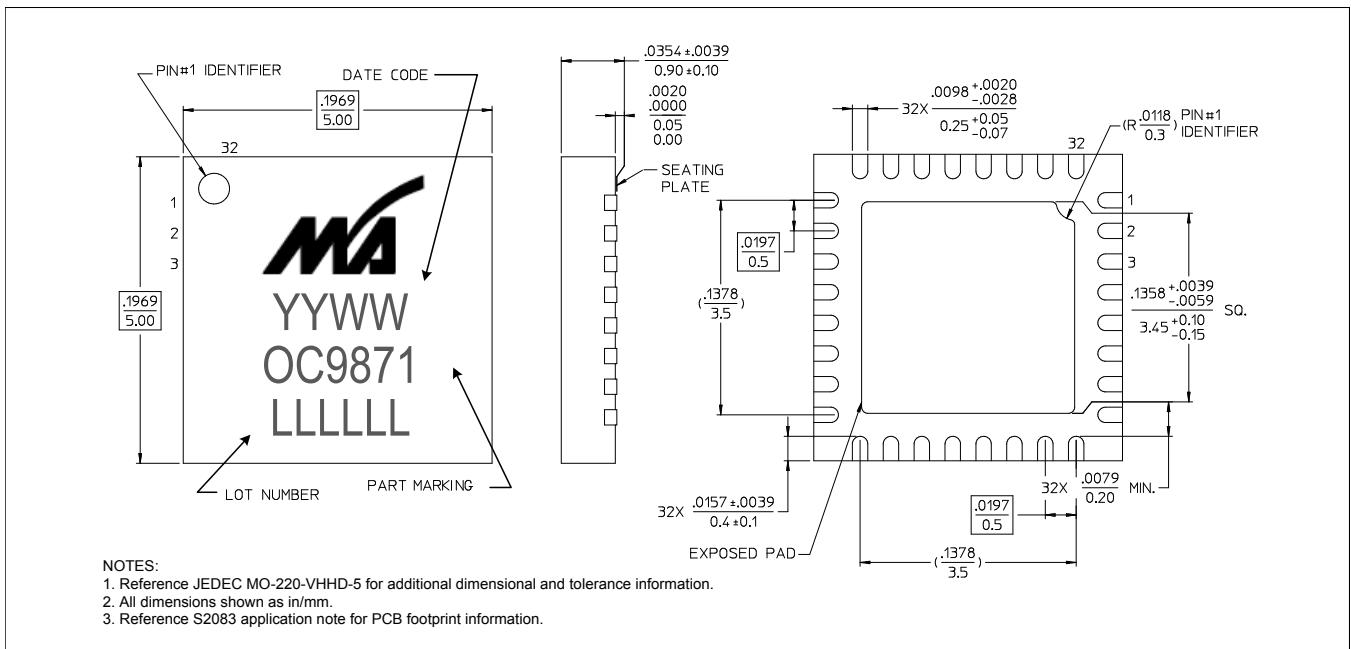 PIN#1 IDENTIFIER
DATE CODE
.1969
5.00
32
1
2
3
.1969
5.00
MA
YYWW
OC9871
LLLLLL
LOT NUMBER
PART MARKING
.0354 ±.0039
0.90 ±0.10
.0020
.0000
0.05
0.00
SEATING
PLATE
32X .0098 +.0020
-.0028
0.25 +0.05
-0.07
(R .0118
0.3 )
PIN#1
IDENTIFIER
32
1
2
3
.0197
0.5
(.1378
3.5 )
.1358 +.0039
-.0059
3.45 +0.10
-0.15
SQ.
32X .0157 ±.0039
0.4 ±0.1
32X .0079
0.20 MIN.
.0197
0.5
EXPOSED PAD
(.1378
3.5 )
NOTES:
1. Reference JEDEC MO-220-VHHD-5 for additional dimensional and tolerance information.
2. All dimensions shown as in/mm.
3. Reference S2083 application note for PCB footprint information.